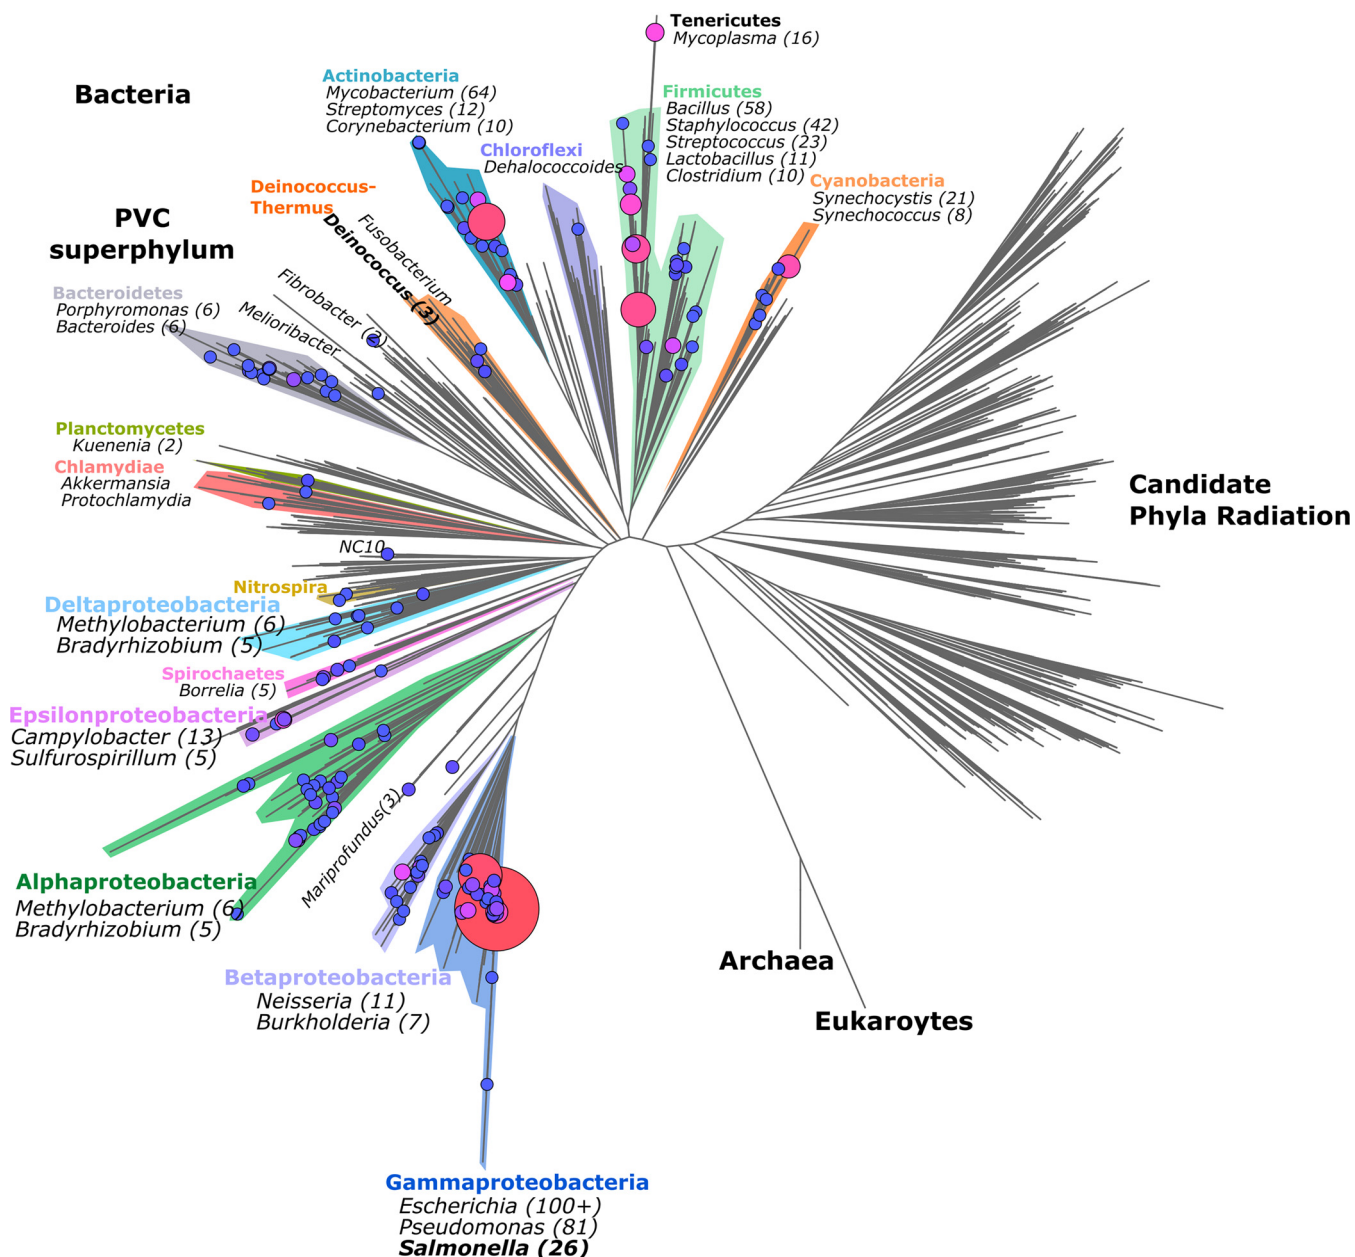 Tenericutes
Mycoplasma (16)
Bacteria
Actinobacteria
Mycobacterium (64)
Streptomyces (12)
Corynebacterium (10)
Firmicutes
Bacillus (58)
Staphylococcus (42)
Streptococcus (23)
Lactobacillus (11)
Clostridium (10)
Chloroflexi
Dehalococcoides
Cyanobacteria
Synechocystis (21)
Synechococcus (8)
Deinococcus-
Thermus
Deinococcus (3)
Fusobacterium
PVC
superphylum
Fibrobacter (2)
Melioribacter
Bacteroidetes
Porphyromonas (6)
Bacteroides (6)
Planctomycetes
Kuenenia (2)
Chlamydiae
Akkermansia
Protochlamydia
Candidate
Phyla Radiation
NC10
Nitrospira
Deltaproteobacteria
Methylobacterium (6)
Bradyrhizobium (5)
Spirochaetes
Borrelia (5)
Epsilonproteobacteria
Campylobacter (13)
Sulfurospirillum (5)
Mariprofundus(3)
Alphaproteobacteria
Methylobacterium (6)
Bradyrhizobium (5)
Betaproteobacteria
Neisseria (11)
Burkholderia (7)
Archaea
Eukaroytes
Gammaproteobacteria
Escherichia (100+)
Pseudomonas (81)
Salmonella (26)